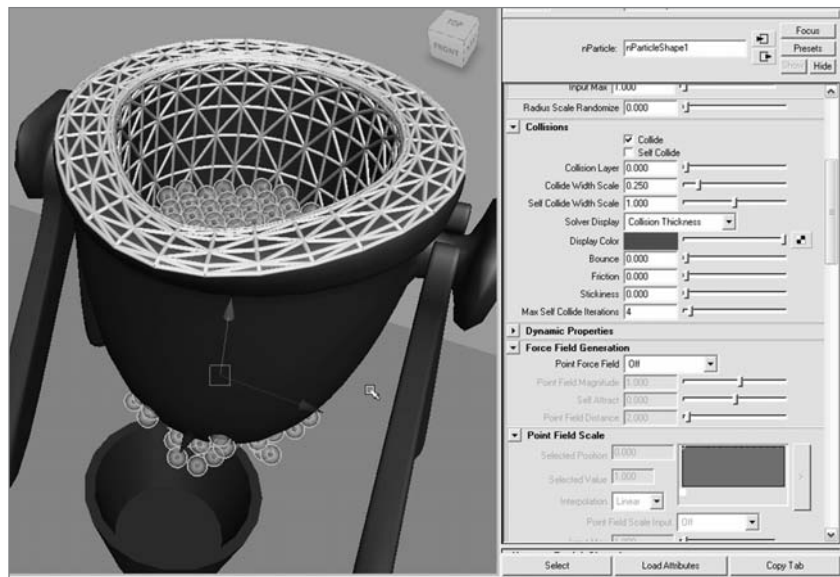 TOP
FRONT
nParticle: nParticleShape1
Focus
Presets
Show Hide
Input Max 1.000
Radius Scale Randomize 0.000
Collisions
Collide
Self Collide
Collision Layer 0.000
Collide Width Scale 0.250
Self Collide Width Scale 1.000
Solver Display Collision Thickness
Display Color
Bounce 0.000
Friction 0.000
Stickiness 0.000
Max Self Collide Iterations 4
Dynamic Properties
Force Field Generation
Point Force Field Off
Point Field Magnitude 1.000
Self Attract 0.000
Point Field Distance 2.000
Point Field Scale
Selected Position 0.000
Selected Value 1.000
Interpolation Linear
Point Field Scale Input Off
Select Load Attributes Copy Tab